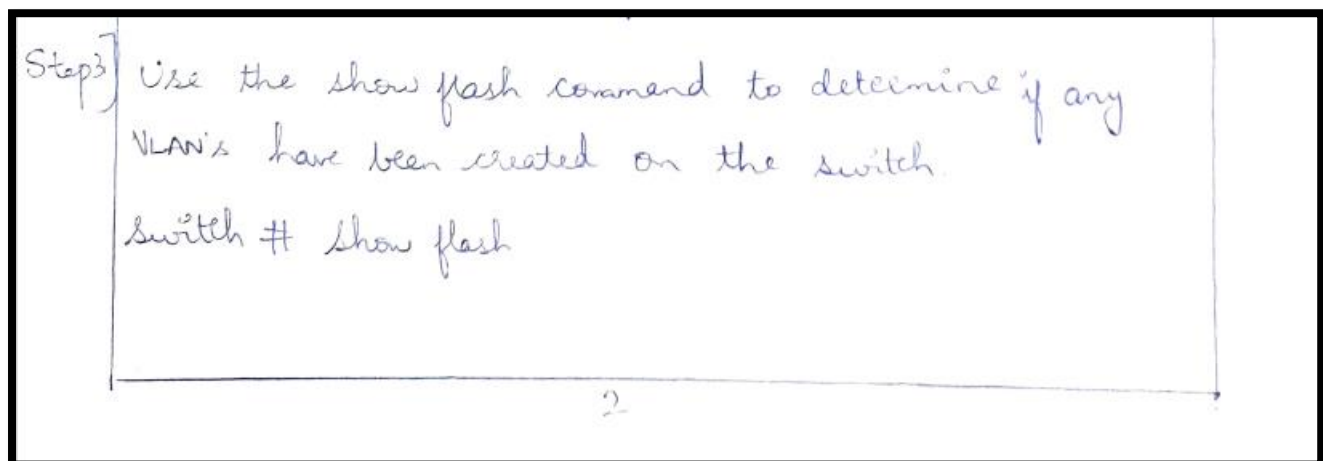 Step3] Use the show flash command to determine if any
VLAN's have been created on the switch.
Switch # show flash
2